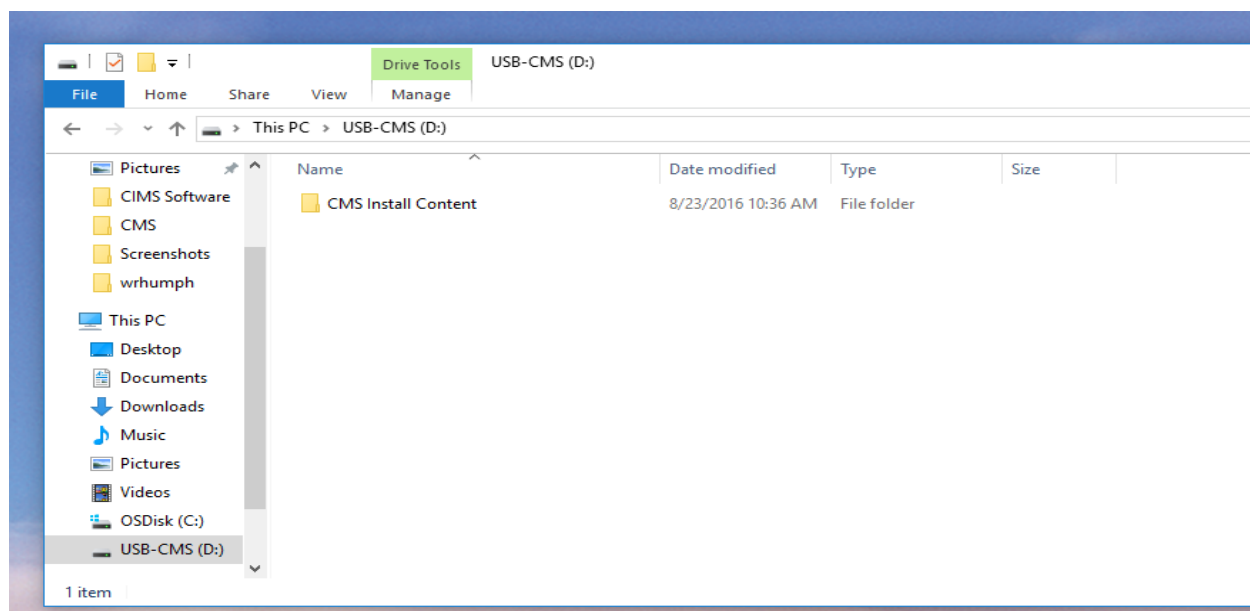 Drive Tools USB-CMS (D:)
File Home Share View Manage
This PC > USB-CMS (D:)
Name Date modified Type Size
CMS Install Content 8/23/2016 10:36 AM File folder
Pictures
CIMS Software
CMS
Screenshots
wrhumph
This PC
Desktop
Documents
Downloads
Music
Pictures
Videos
OSDisk (C:)
USB-CMS (D:)
1 item